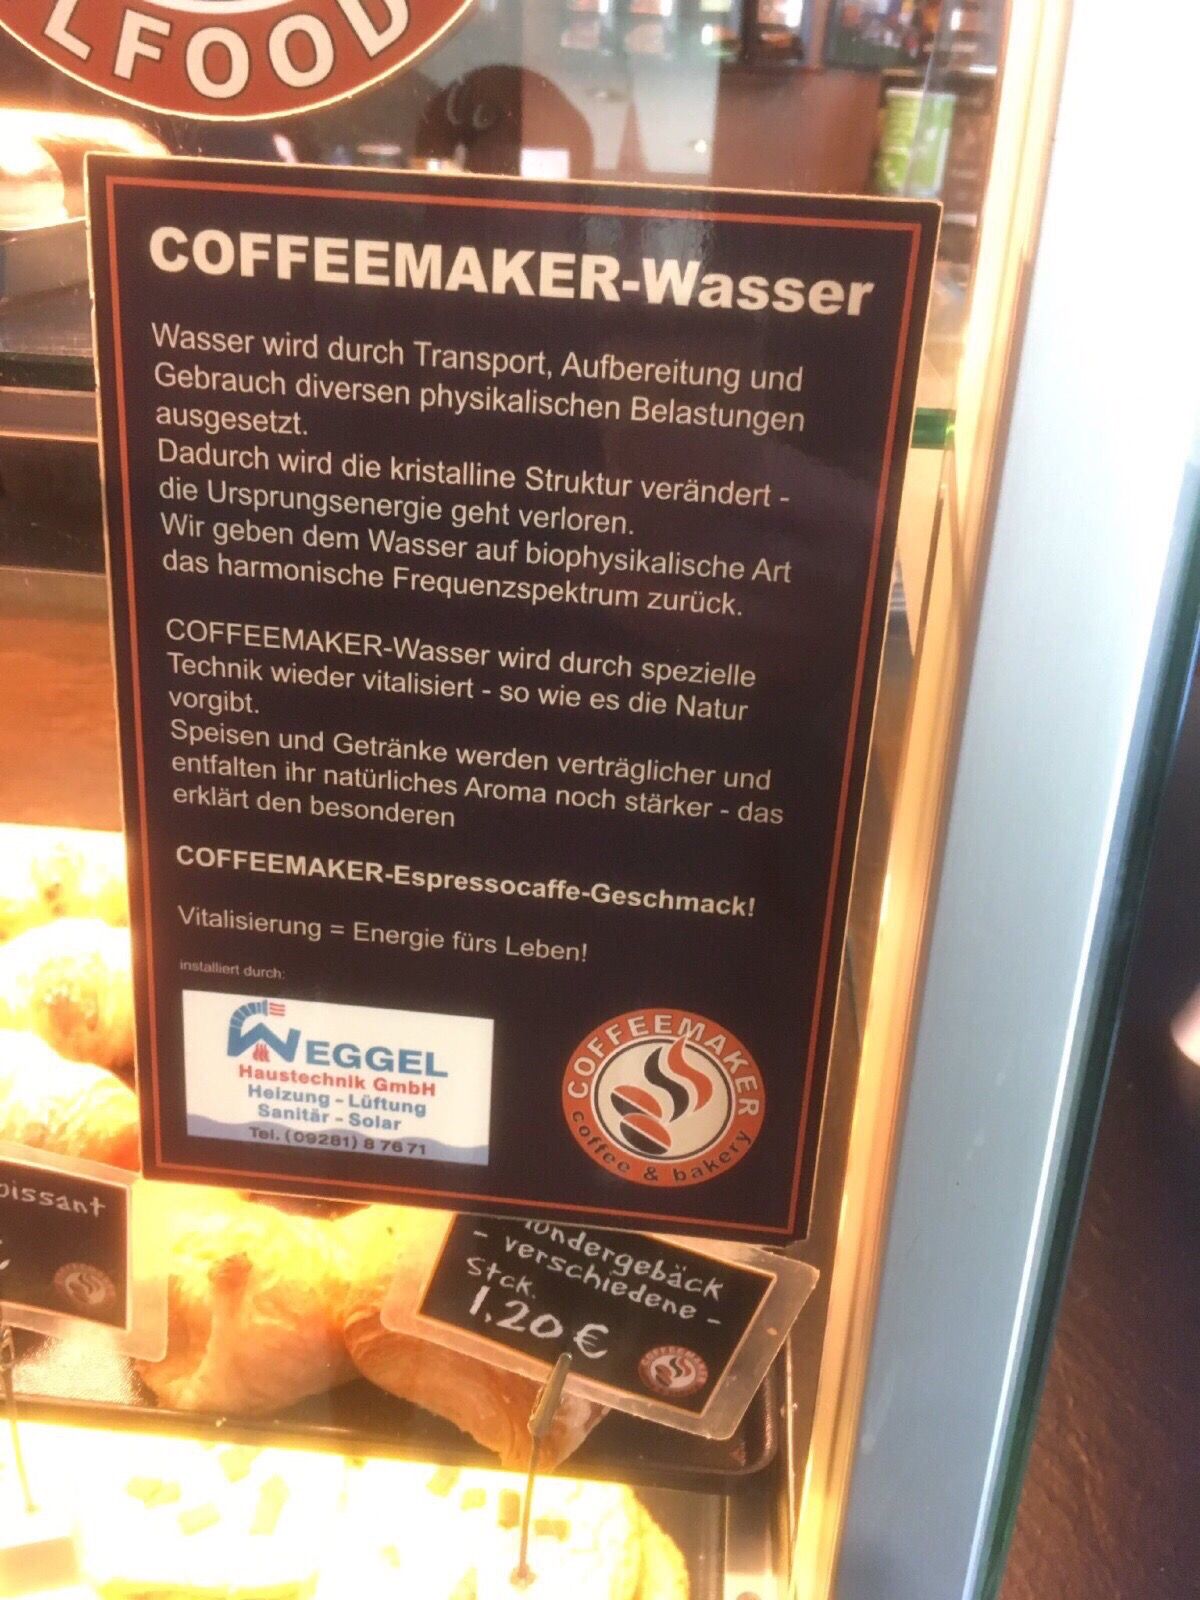 LFOOD
COFFEEMAKER-Wasser
Wasser wird durch Transport, Aufbereitung und
Gebrauch diversen physikalischen Belastungen
ausgesetzt.
Dadurch wird die kristalline Struktur verändert -
die Ursprungsenergie geht verloren.
Wir geben dem Wasser auf biophysikalische Art
das harmonische Frequenzspektrum zurück.
COFFEEMAKER-Wasser wird durch spezielle
Technik wieder vitalisiert - so wie es die Natur
vorgibt.
Speisen und Getränke werden verträglicher und
entfalten ihr natürliches Aroma noch stärker - das
erklärt den besonderen
COFFEEMAKER-Espressocaffe-Geschmack!
Vitalisierung = Energie fürs Leben!
installiert durch:
WEGGEL
Haustechnik GmbH
Heizung - Lüftung
Sanitär - Solar
Tel. (09281) 8 76 71
COFFEEMAKER
coffee & bakery
oissant
undergebäck
- verschiedene -
Stck.
1,20 €
COFFEEMAKER